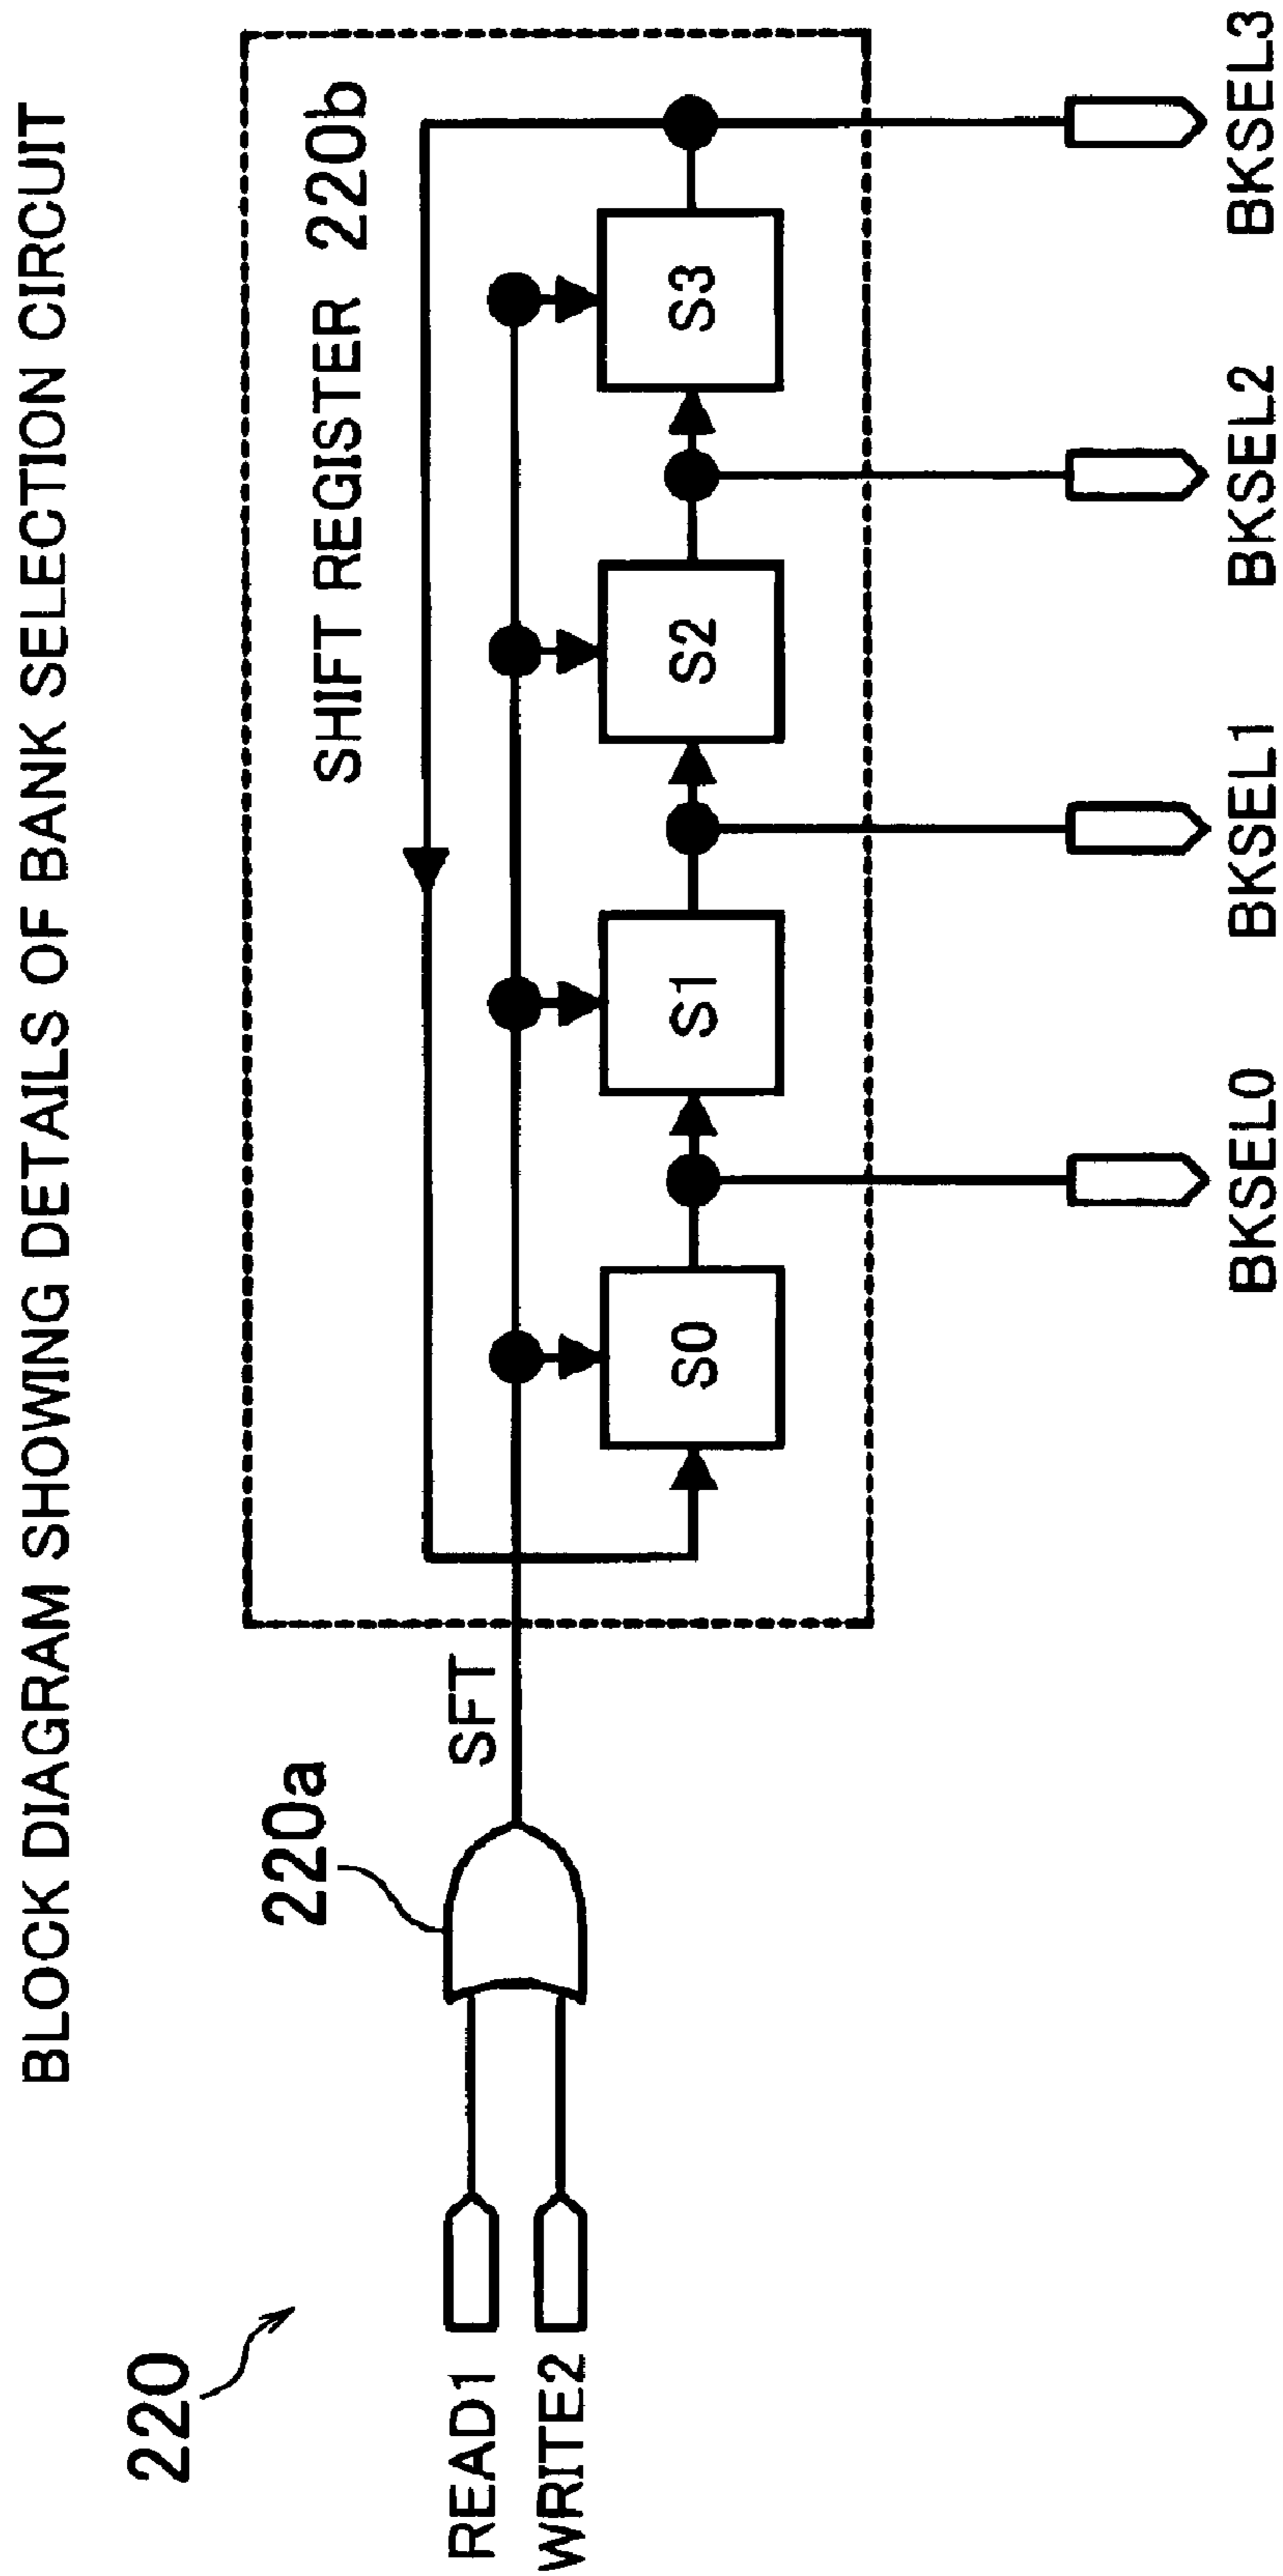 BLOCK DIAGRAM SHOWING DETAILS OF BANK SELECTION CIRCUIT
220
220a
SHIFT REGISTER 220b
READ1
WRITE2
SFT
S0
S1
S2
S3
BKSEL0
BKSEL1
BKSEL2
BKSEL3